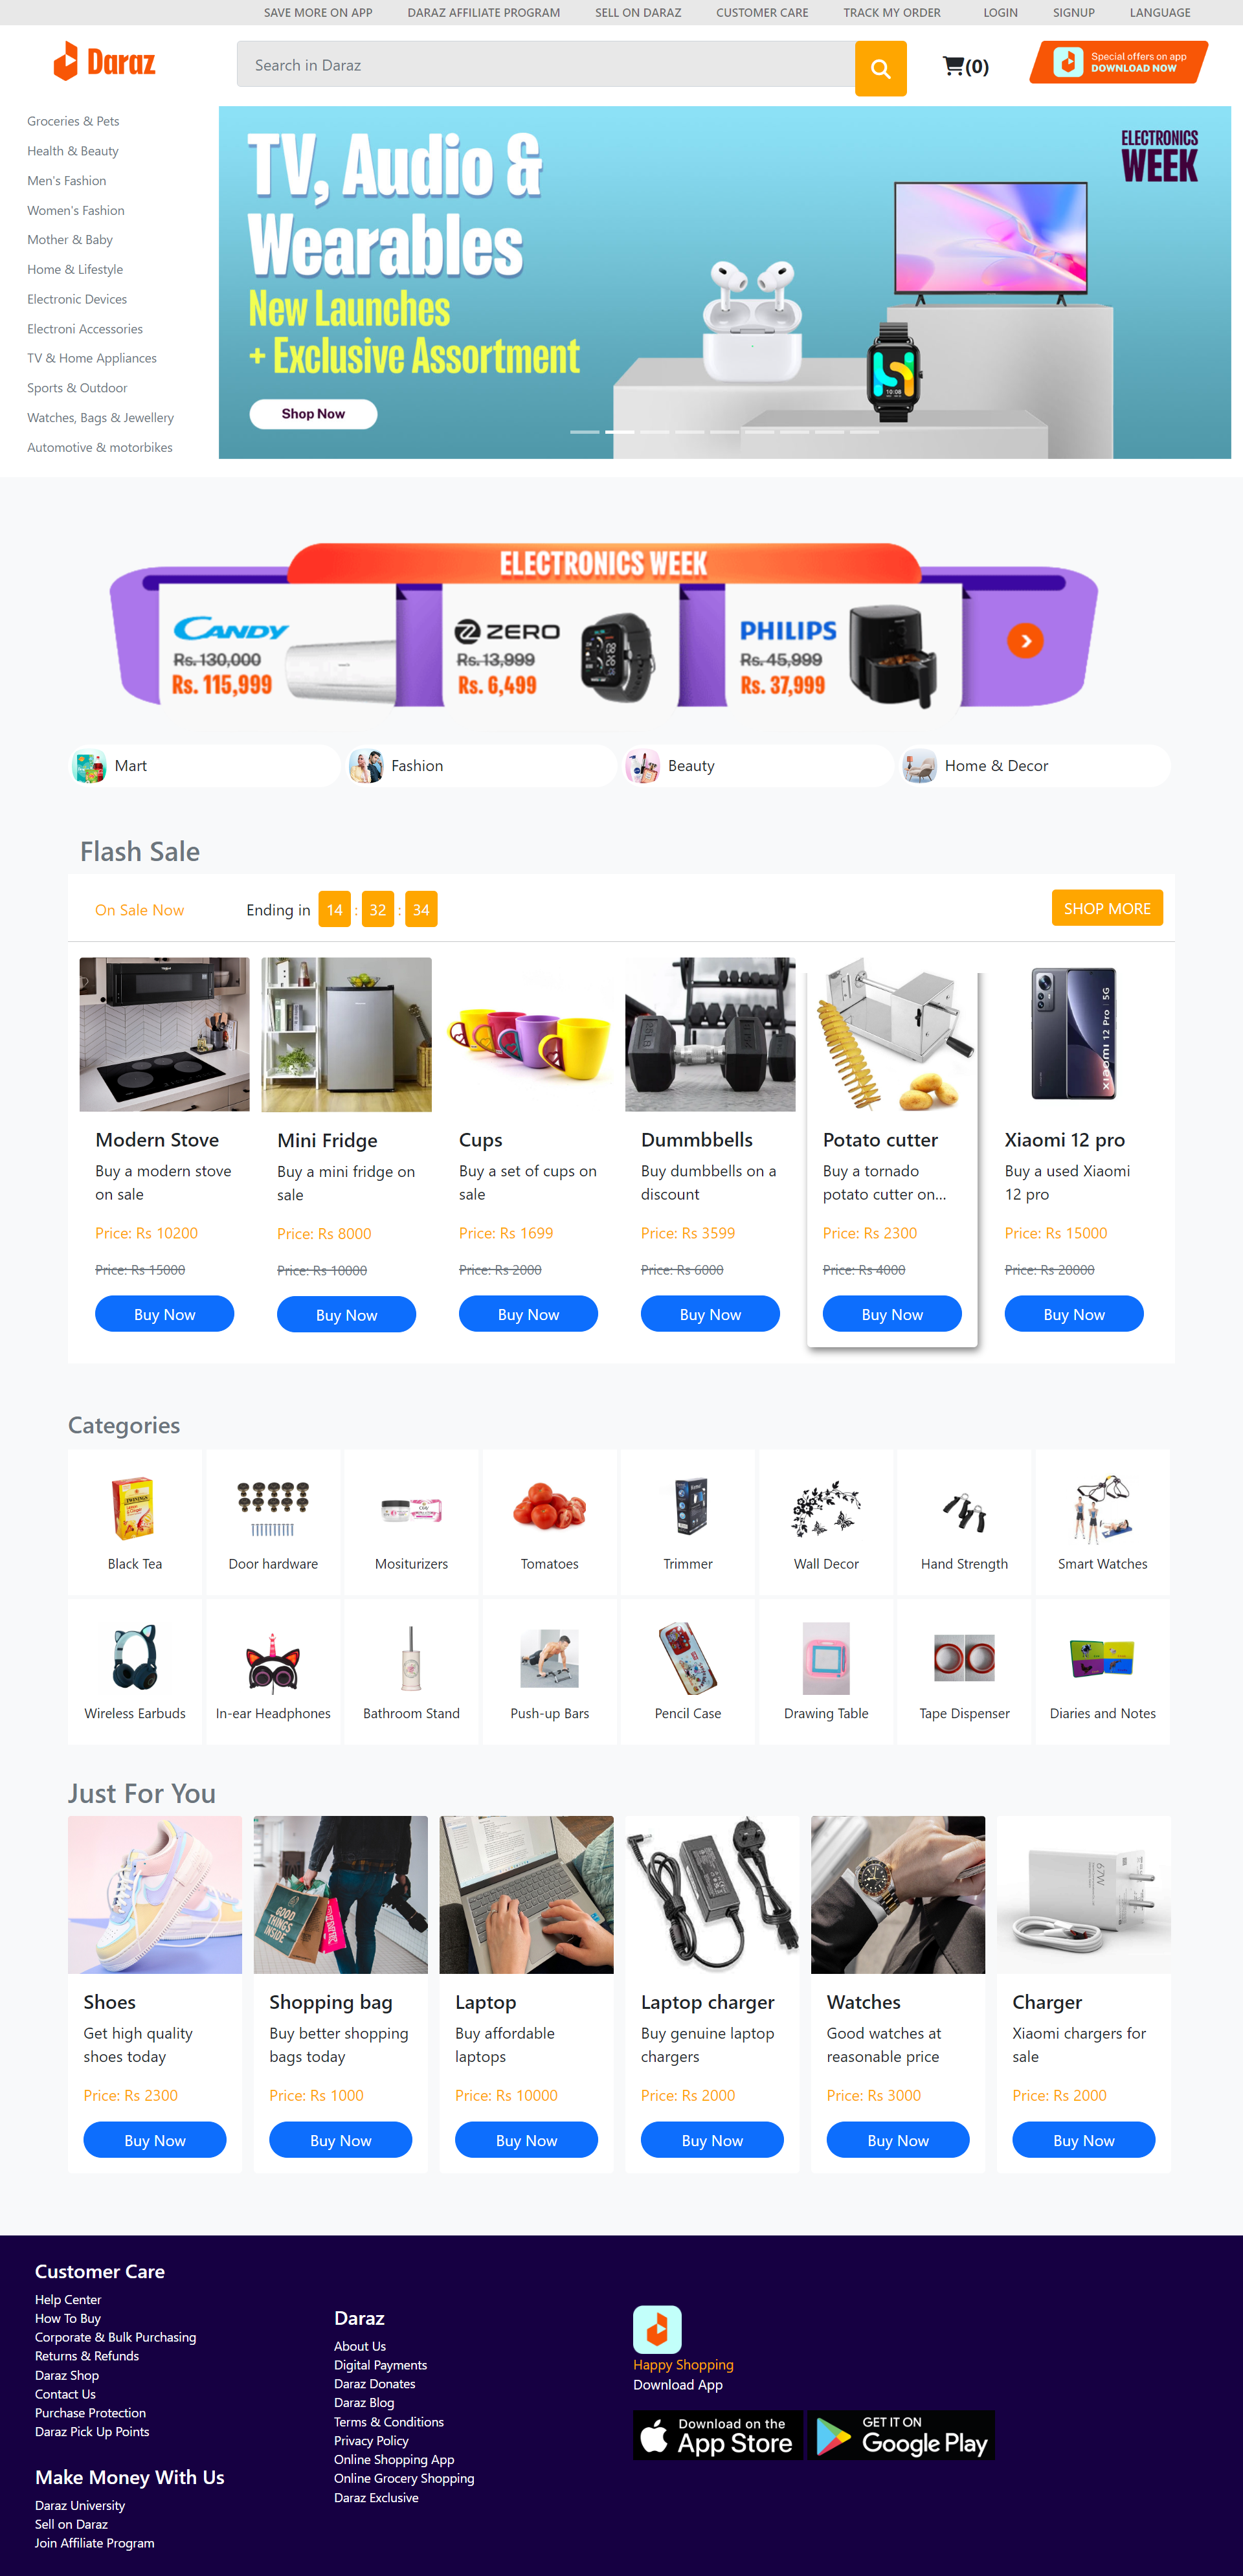 SAVE MORE ON APP DARAZ AFFILIATE PROGRAM SELL ON DARAZ CUSTOMER CARE TRACK MY ORDER LOGIN SIGNUP LANGUAGE
Daraz
Search in Daraz
(0)
Special offers on app
DOWNLOAD NOW
Groceries & Pets
Health & Beauty
Men's Fashion
Women's Fashion
Mother & Baby
Home & Lifestyle
Electronic Devices
Electroni Accessories
TV & Home Appliances
Sports & Outdoor
Watches, Bags & Jewellery
Automotive & motorbikes
TV, Audio &
Wearables
New Launches
+ Exclusive Assortment
Shop Now
ELECTRONICS
WEEK
10:08
ELECTRONICS WEEK
CANDY
Rs. 130,000
Rs. 115,999
ZERO
Rs. 13,999
Rs. 6,499
PHILIPS
Rs. 45,999
Rs. 37,999
Mart
Fashion
Beauty
Home & Decor
Flash Sale
On Sale Now
Ending in 14 : 32 : 34
SHOP MORE
Xiaomi 12 Pro | 5G
Modern Stove
Buy a modern stove
on sale
Price: Rs 10200
Price: Rs 15000
Buy Now
Mini Fridge
Buy a mini fridge on
sale
Price: Rs 8000
Price: Rs 10000
Buy Now
Cups
Buy a set of cups on
sale
Price: Rs 1699
Price: Rs 2000
Buy Now
Dummbbells
Buy dumbbells on a
discount
Price: Rs 3599
Price: Rs 6000
Buy Now
Potato cutter
Buy a tornado
potato cutter on...
Price: Rs 2300
Price: Rs 4000
Buy Now
Xiaomi 12 pro
Buy a used Xiaomi
12 pro
Price: Rs 15000
Price: Rs 20000
Buy Now
Categories
TWININGS
Black Tea
Door hardware
Mositurizers
Tomatoes
Trimmer
Wall Decor
Hand Strength
Smart Watches
Wireless Earbuds
In-ear Headphones
Bathroom Stand
Push-up Bars
Pencil Case
Drawing Table
Tape Dispenser
Diaries and Notes
Just For You
GOOD
THINGS
INSIDE
67W
Shoes
Get high quality
shoes today
Price: Rs 2300
Buy Now
Shopping bag
Buy better shopping
bags today
Price: Rs 1000
Buy Now
Laptop
Buy affordable
laptops
Price: Rs 10000
Buy Now
Laptop charger
Buy genuine laptop
chargers
Price: Rs 2000
Buy Now
Watches
Good watches at
reasonable price
Price: Rs 3000
Buy Now
Charger
Xiaomi chargers for
sale
Price: Rs 2000
Buy Now
Customer Care
Help Center
How To Buy
Corporate & Bulk Purchasing
Returns & Refunds
Daraz Shop
Contact Us
Purchase Protection
Daraz Pick Up Points
Make Money With Us
Daraz University
Sell on Daraz
Join Affiliate Program
Daraz
About Us
Digital Payments
Daraz Donates
Daraz Blog
Terms & Conditions
Privacy Policy
Online Shopping App
Online Grocery Shopping
Daraz Exclusive
Happy Shopping
Download App
Download on the
App Store
GET IT ON
Google Play